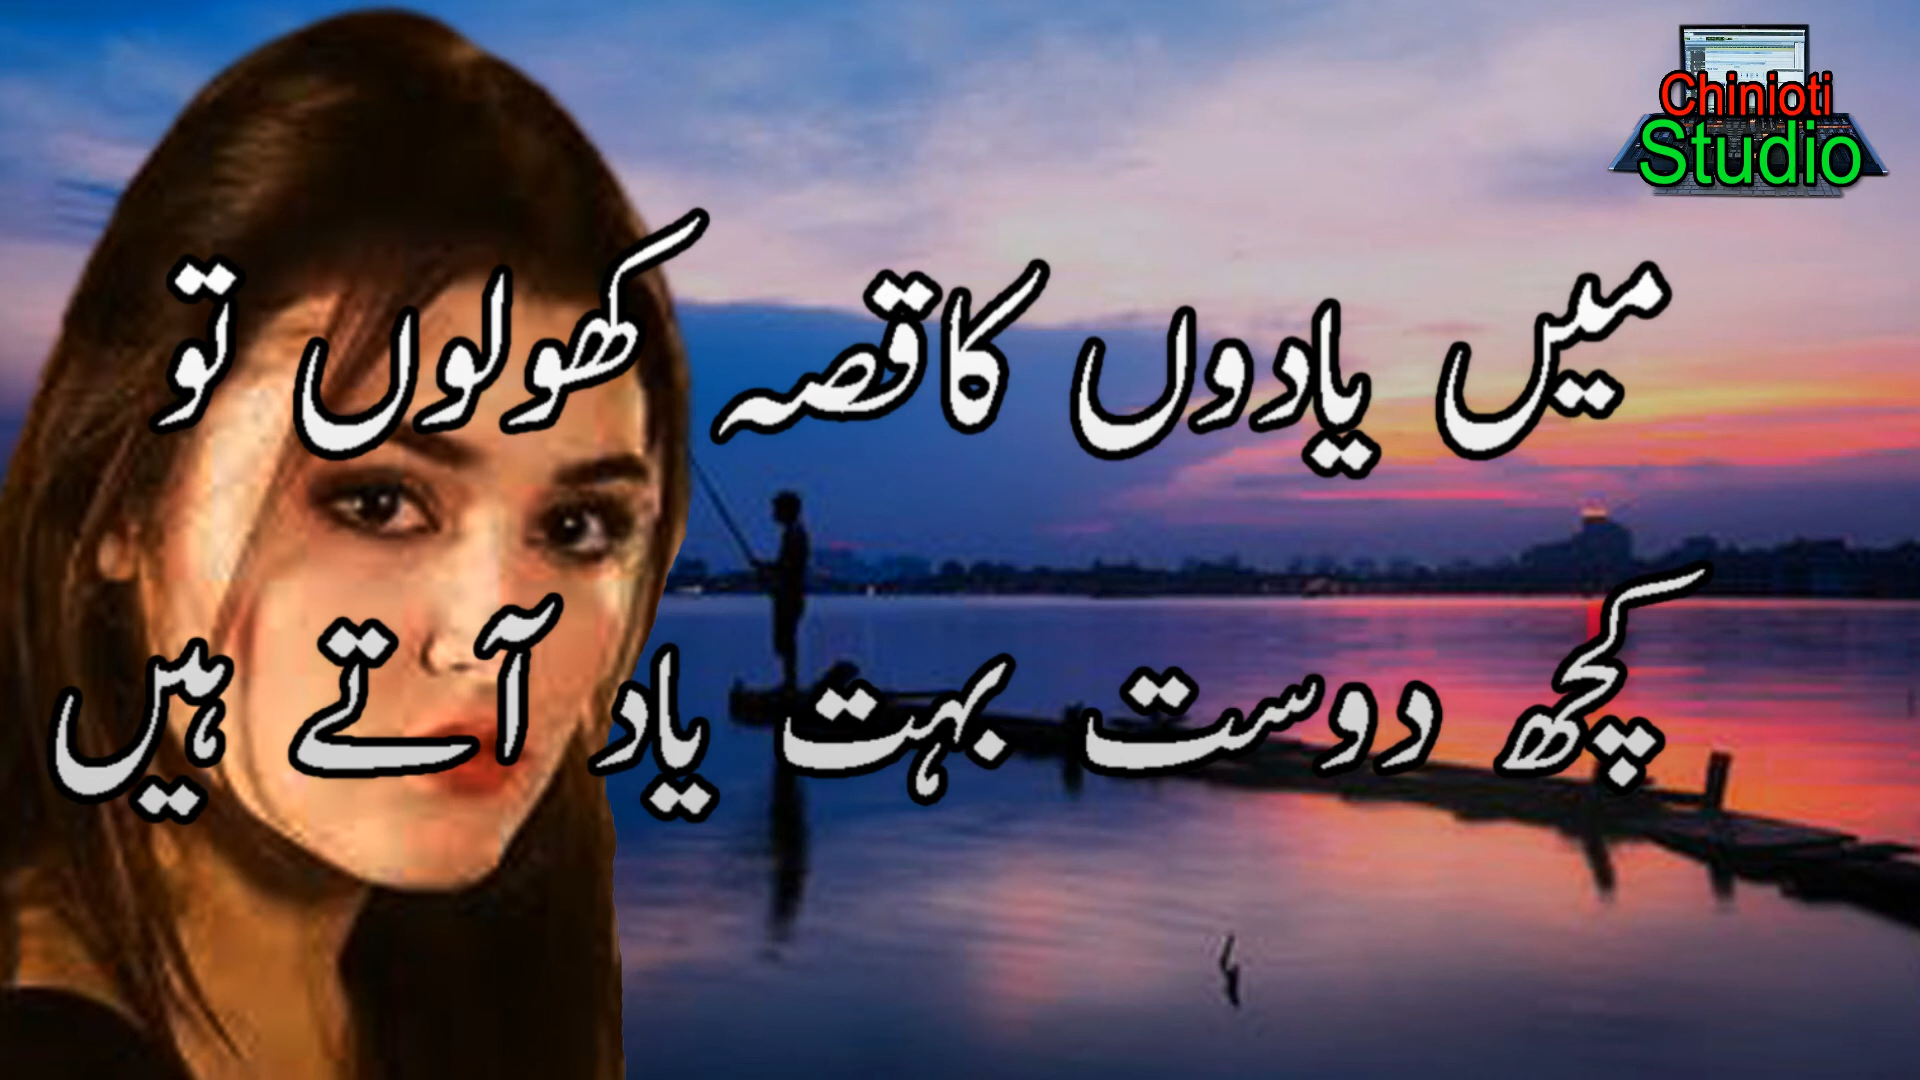 Chinioti
Studio
میں یادوں کا قصہ کھولوں تو
کچھ دوست بہت یاد آتے ہیں